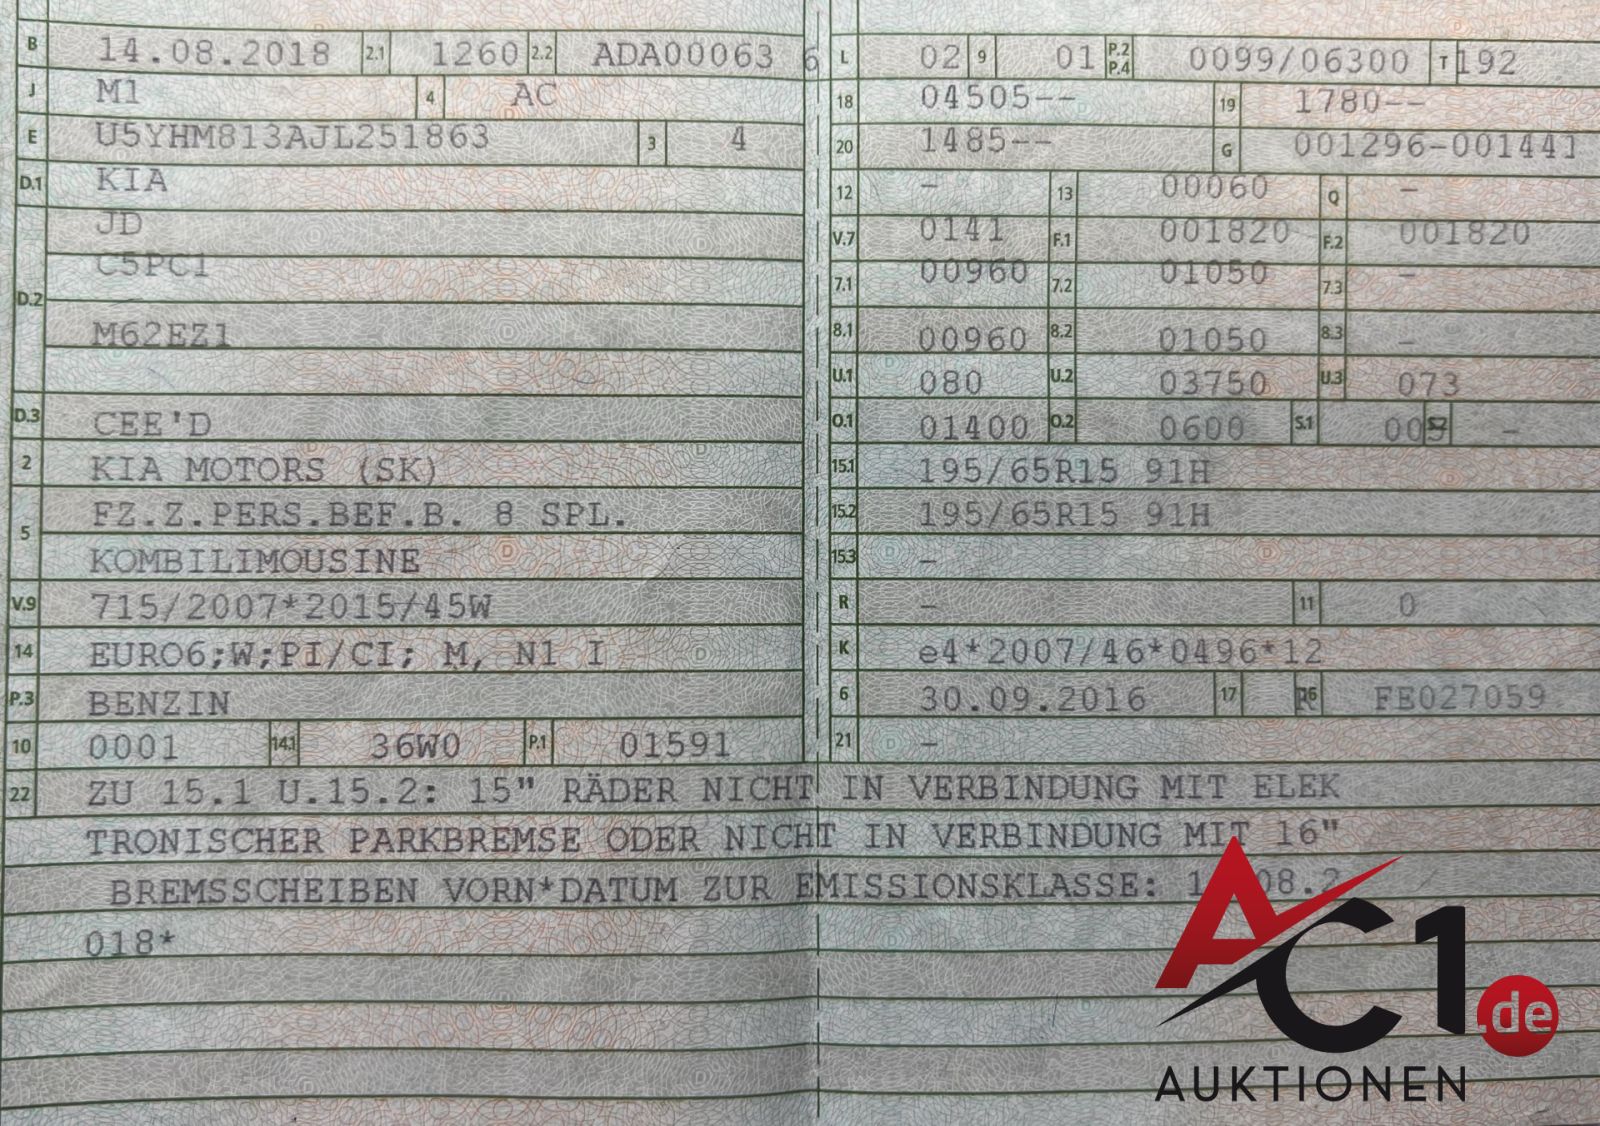 B 14.08.2018 2.1 1260 2.2 ADA00063 6 L 02 9 01 P.2 P.4 0099/06300 T 192
J M1 4 AC 18 04505-- 19 1780--
E U5YHM813AJL251863 3 4 20 1485-- G 001296-001441
D.1 KIA 12 - 13 00060 Q -
D.2 JD V.7 0141 F.1 001820 F.2 001820
C5PC1 7.1 00960 7.2 01050 7.3 -
M62EZ1 8.1 00960 8.2 01050 8.3 -
U.1 080 U.2 03750 U.3 073
D.3 CEE'D O.1 01400 O.2 0600 S.1 005 S.2 -
2 KIA MOTORS (SK) 15.1 195/65R15 91H
5 FZ.Z.PERS.BEF.B. 8 SPL. 15.2 195/65R15 91H
KOMBILIMOUSINE 15.3 -
V.9 715/2007*2015/45W R - 11 0
14 EURO6;W;PI/CI; M, N1 I K e4*2007/46*0496*12
P.3 BENZIN 6 30.09.2016 17 16 FE027059
10 0001 14.1 36W0 P.1 01591 21 -
22 ZU 15.1 U.15.2: 15" RÄDER NICHT IN VERBINDUNG MIT ELEK
TRONISCHER PARKBREMSE ODER NICHT IN VERBINDUNG MIT 16"
BREMSSCHEIBEN VORN*DATUM ZUR EMISSIONSKLASSE:
018*
AC1.de
AUKTIONEN